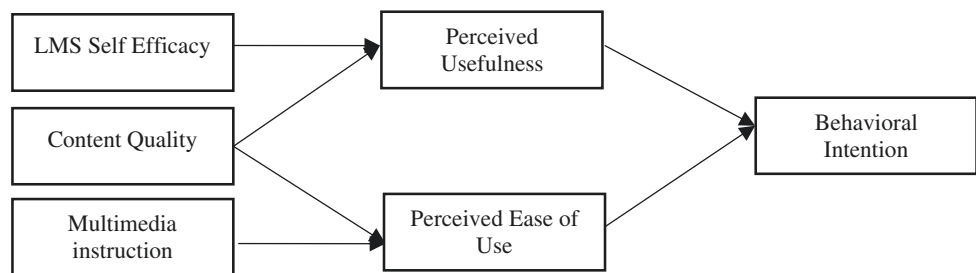 LMS Self Efficacy
Perceived
Usefulness
Content Quality
Behavioral
Intention
Multimedia
instruction
Perceived Ease of
Use